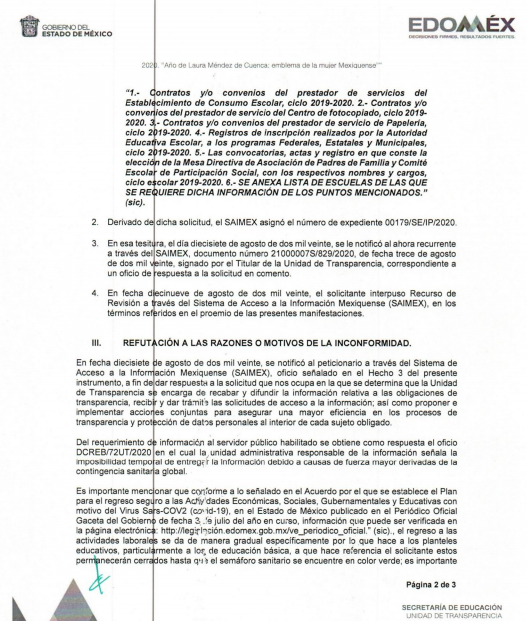 GOBIERNO DEL
ESTADO DE MÉXICO
EDOMÉX
DECISIONES FIRMES, RESULTADOS FUERTES.
2020. "Año de Laura Méndez de Cuenca: emblema de la mujer Mexiquense""
"1.- Contratos y/o convenios del prestador de servicios del
Establecimiento de Consumo Escolar, ciclo 2019-2020. 2.- Contratos y/o
convenios del prestador de servicio del Centro de fotocopiado, ciclo 2019-
2020. 3.- Contratos y/o convenios del prestador de servicio de Papelería,
ciclo 2019-2020. 4.- Registros de inscripción realizados por la Autoridad
Educativa Escolar, a los programas Federales, Estatales y Municipales,
ciclo 2019-2020. 5.- Las convocatorias, actas y registro en que conste la
elección de la Mesa Directiva de Asociación de Padres de Familia y Comité
Escolar de Participación Social, con los respectivos nombres y cargos,
ciclo escolar 2019-2020. 6.- SE ANEXA LISTA DE ESCUELAS DE LAS QUE
SE REQUIERE DICHA INFORMACIÓN DE LOS PUNTOS MENCIONADOS."
(sic).
2. Derivado de dicha solicitud, el SAIMEX asignó el número de expediente 00179/SE/IP/2020.
3. En esa tesitura, el día diecisiete de agosto de dos mil veinte, se le notificó al ahora recurrente
a través del SAIMEX, documento número 21000007S/829/2020, de fecha trece de agosto
de dos mil veinte, signado por el Titular de la Unidad de Transparencia, correspondiente a
un oficio de respuesta a la solicitud en comento.
4. En fecha diecinueve de agosto de dos mil veinte, el solicitante interpuso Recurso de
Revisión a través del Sistema de Acceso a la Información Mexiquense (SAIMEX), en los
términos referidos en el proemio de las presentes manifestaciones.
III. REFUTACIÓN A LAS RAZONES O MOTIVOS DE LA INCONFORMIDAD.
En fecha diecisiete de agosto de dos mil veinte, se notificó al peticionario a través del Sistema de
Acceso a la Información Mexiquense (SAIMEX), oficio señalado en el Hecho 3 del presente
instrumento, a fin de dar respuesta a la solicitud que nos ocupa en la que se determina que la Unidad
de Transparencia se encarga de recabar y difundir la información relativa a las obligaciones de
transparencia, recibir y dar trámite a las solicitudes de acceso a la información; así como proponer e
implementar acciones conjuntas para asegurar una mayor eficiencia en los procesos de
transparencia y protección de datos personales al interior de cada sujeto obligado.
Del requerimiento de información al servidor público habilitado se obtiene como respuesta el oficio
DCREB/72UT/2020 en el cual la unidad administrativa responsable de la información señala la
imposibilidad temporal de entregar la información debido a causas de fuerza mayor derivadas de la
contingencia sanitaria global.
Es importante mencionar que conforme a lo señalado en el Acuerdo por el que se establece el Plan
para el regreso seguro a las Actividades Económicas, Sociales, Gubernamentales y Educativas con
motivo del Virus Sars-COV2 (covid-19), en el Estado de México publicado en el Periódico Oficial
Gaceta del Gobierno de fecha 3 de julio del año en curso, información que puede ser verificada en
la página electrónica: http://legislación.edomex.gob.mx/ve_periodico_oficial." (sic)., el regreso a las
actividades laborales se da de manera gradual específicamente por lo que hace a los planteles
educativos, particularmente a los de educación básica, a que hace referencia el solicitante estos
permanecerán cerrados hasta que el semáforo sanitario se encuentre en color verde; es importante
Página 2 de 3
SECRETARÍA DE EDUCACIÓN
UNIDAD DE TRANSPARENCIA